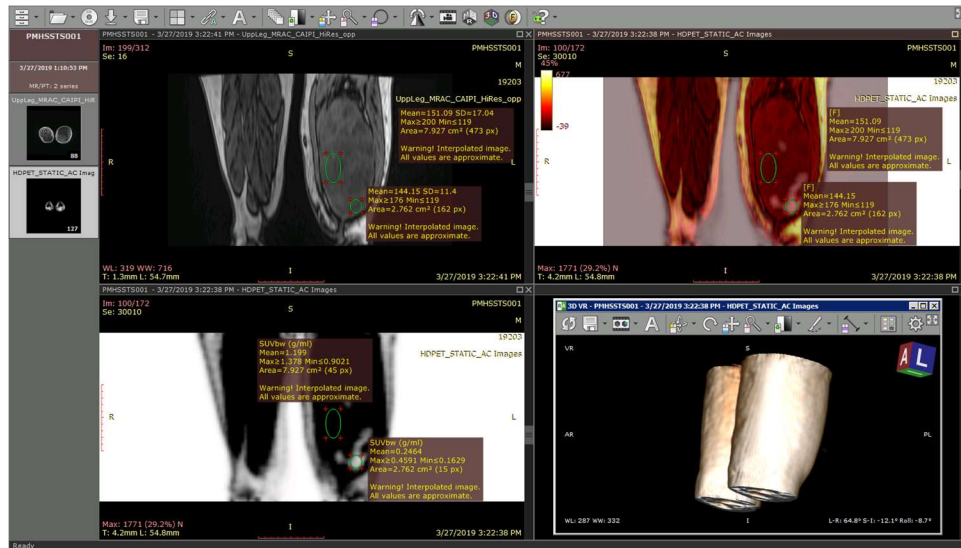 PMHSSTS001
3/27/2019 1:10:53 PM
MR/PT: 2 series
UppLeg_MRAC_CAIPI_HiR
88
HDPET_STATIC_AC Imag
127
PMHSSTS001 - 3/27/2019 3:22:41 PM - UppLeg_MRAC_CAIPI_HiRes_opp
Im: 199/312
Se: 16
S
PMHSSTS001
M
19203
UppLeg_MRAC_CAIPI_HiRes_opp
Mean=151.09 SD=17.04
Max≥200 Min≤119
Area=7.927 cm² (473 px)
Warning! Interpolated image.
All values are approximate.
R
L
Mean=144.15 SD=11.4
Max≥176 Min≤119
Area=2.762 cm² (162 px)
Warning! Interpolated image.
All values are approximate.
WL: 319 WW: 716
T: 1.3mm L: 54.7mm
I
3/27/2019 3:22:41 PM
PMHSSTS001 - 3/27/2019 3:22:38 PM - HDPET_STATIC_AC Images
Im: 100/172
Se: 30010
45%
677
-39
S
PMHSSTS001
M
19203
HDPET_STATIC_AC Images
[F]
Mean=151.09
Max≥200 Min≤119
Area=7.927 cm² (473 px)
Warning! Interpolated image.
All values are approximate.
R
L
[F]
Mean=144.15
Max≥176 Min≤119
Area=2.762 cm² (162 px)
Warning! Interpolated image.
All values are approximate.
Max: 1771 (29.2%) N
T: 4.2mm L: 54.8mm
I
3/27/2019 3:22:38 PM
PMHSSTS001 - 3/27/2019 3:22:38 PM - HDPET_STATIC_AC Images
Im: 100/172
Se: 30010
S
PMHSSTS001
M
19203
HDPET_STATIC_AC Images
SUVbw (g/ml)
Mean=1.199
Max≥1.378 Min≤0.9021
Area=7.927 cm² (45 px)
Warning! Interpolated image.
All values are approximate.
R
L
SUVbw (g/ml)
Mean=0.2464
Max≥0.4591 Min≤0.1629
Area=2.762 cm² (15 px)
Warning! Interpolated image.
All values are approximate.
Max: 1771 (29.2%) N
T: 4.2mm L: 54.8mm
I
3/27/2019 3:22:38 PM
3D VR - PMHSSTS001 - 3/27/2019 3:22:38 PM - HDPET_STATIC_AC Images
VR
S
A L
AR
PL
WL: 287 WW: 332
I
L-R: 64.8° S-I: -12.1° Roll: -8.7°
Ready